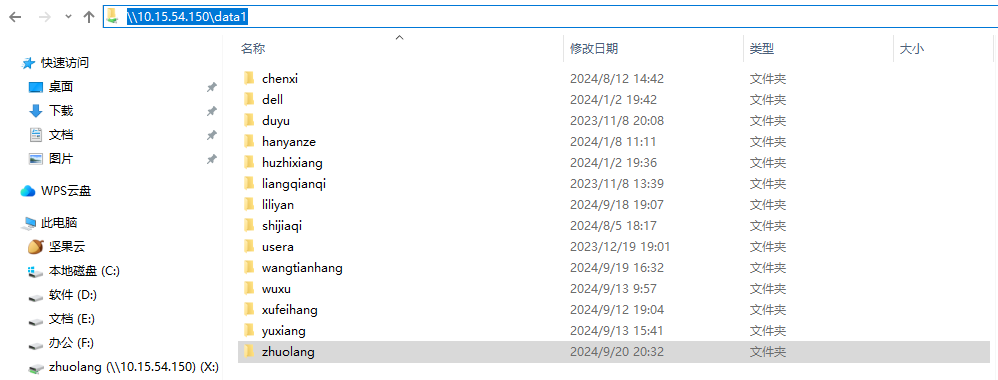 \\10.15.54.150\data1
名称 修改日期 类型 大小
快速访问
桌面
下载
文档
图片
WPS云盘
此电脑
坚果云
本地磁盘 (C:)
软件 (D:)
文档 (E:)
办公 (F:)
zhuolang (\\10.15.54.150) (X:)
chenxi 2024/8/12 14:42 文件夹
dell 2024/1/2 19:42 文件夹
duyu 2023/11/8 20:08 文件夹
hanyanze 2024/1/8 11:11 文件夹
huzhixiang 2024/1/2 19:36 文件夹
liangqianqi 2023/11/8 13:39 文件夹
liliyan 2024/9/18 19:07 文件夹
shijiaqi 2024/8/5 18:17 文件夹
usera 2023/12/19 19:01 文件夹
wangtianhang 2024/9/19 16:32 文件夹
wuxu 2024/9/13 9:57 文件夹
xufeihang 2024/9/12 19:04 文件夹
yuxiang 2024/9/13 15:41 文件夹
zhuolang 2024/9/20 20:32 文件夹